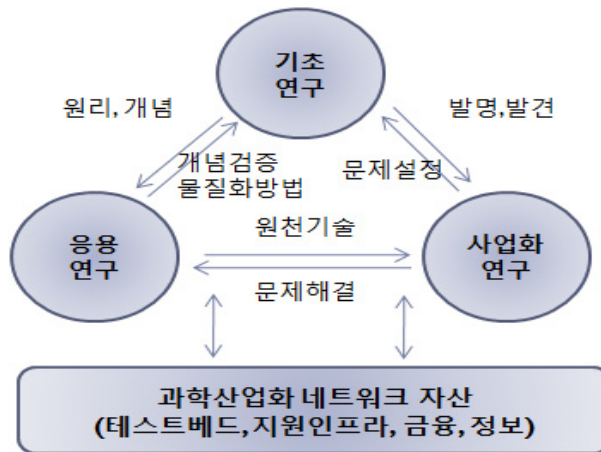 기초
연구
원리, 개념
발명,발견
개념검증
물질화방법
문제설정
응용
연구
원천기술
사업화
연구
문제해결
과학산업화 네트워크 자산
(테스트베드,지원인프라, 금융, 정보)